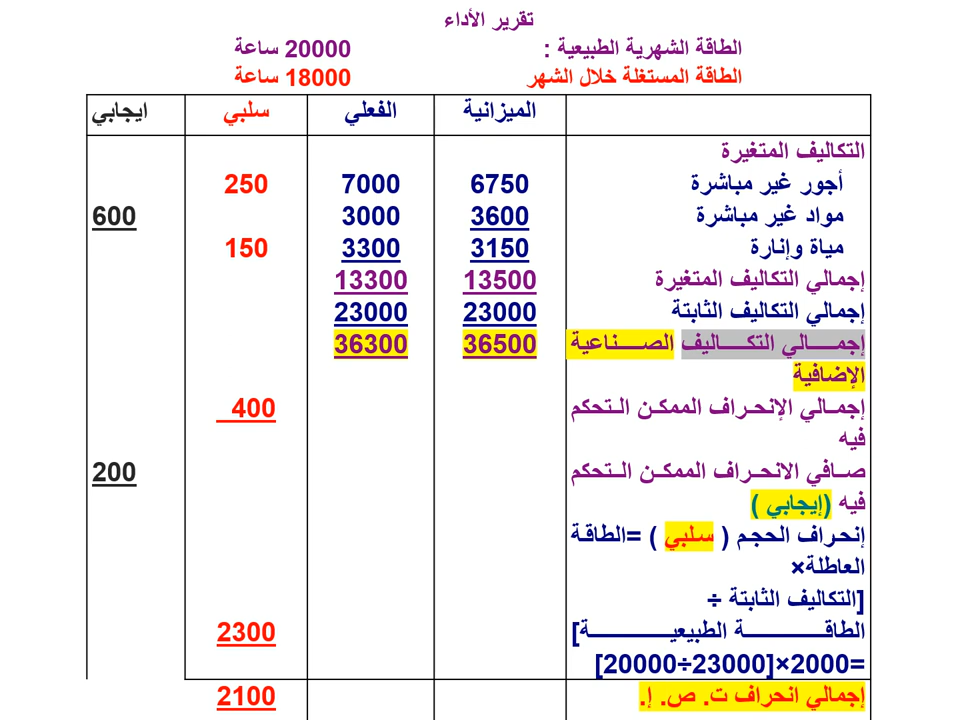 تقرير الأداء
الطاقة الشهرية الطبيعية : 20000 ساعة
الطاقة المستغلة خلال الشهر 18000 ساعة
الميزانية الفعلي سلبي ايجابي
التكاليف المتغيرة
أجور غير مباشرة 6750 7000 250
مواد غير مباشرة 3600 3000 600
مياة وإنارة 3150 3300 150
إجمالي التكاليف المتغيرة 13500 13300
إجمالي التكاليف الثابتة 23000 23000
إجمالي التكاليف الصناعية 36500 36300
الإضافية
إجمالي الإنحراف الممكن التحكم 400
فيه
صافي الانحراف الممكن التحكم 200
فيه (إيجابي )
إنحراف الحجم ( سلبي ) =الطاقة
العاطلة×
[التكاليف الثابتة ÷
الطاقة الطبيعية] 2300
=2000×[23000÷20000]
إجمالي انحراف ت. ص. إ. 2100